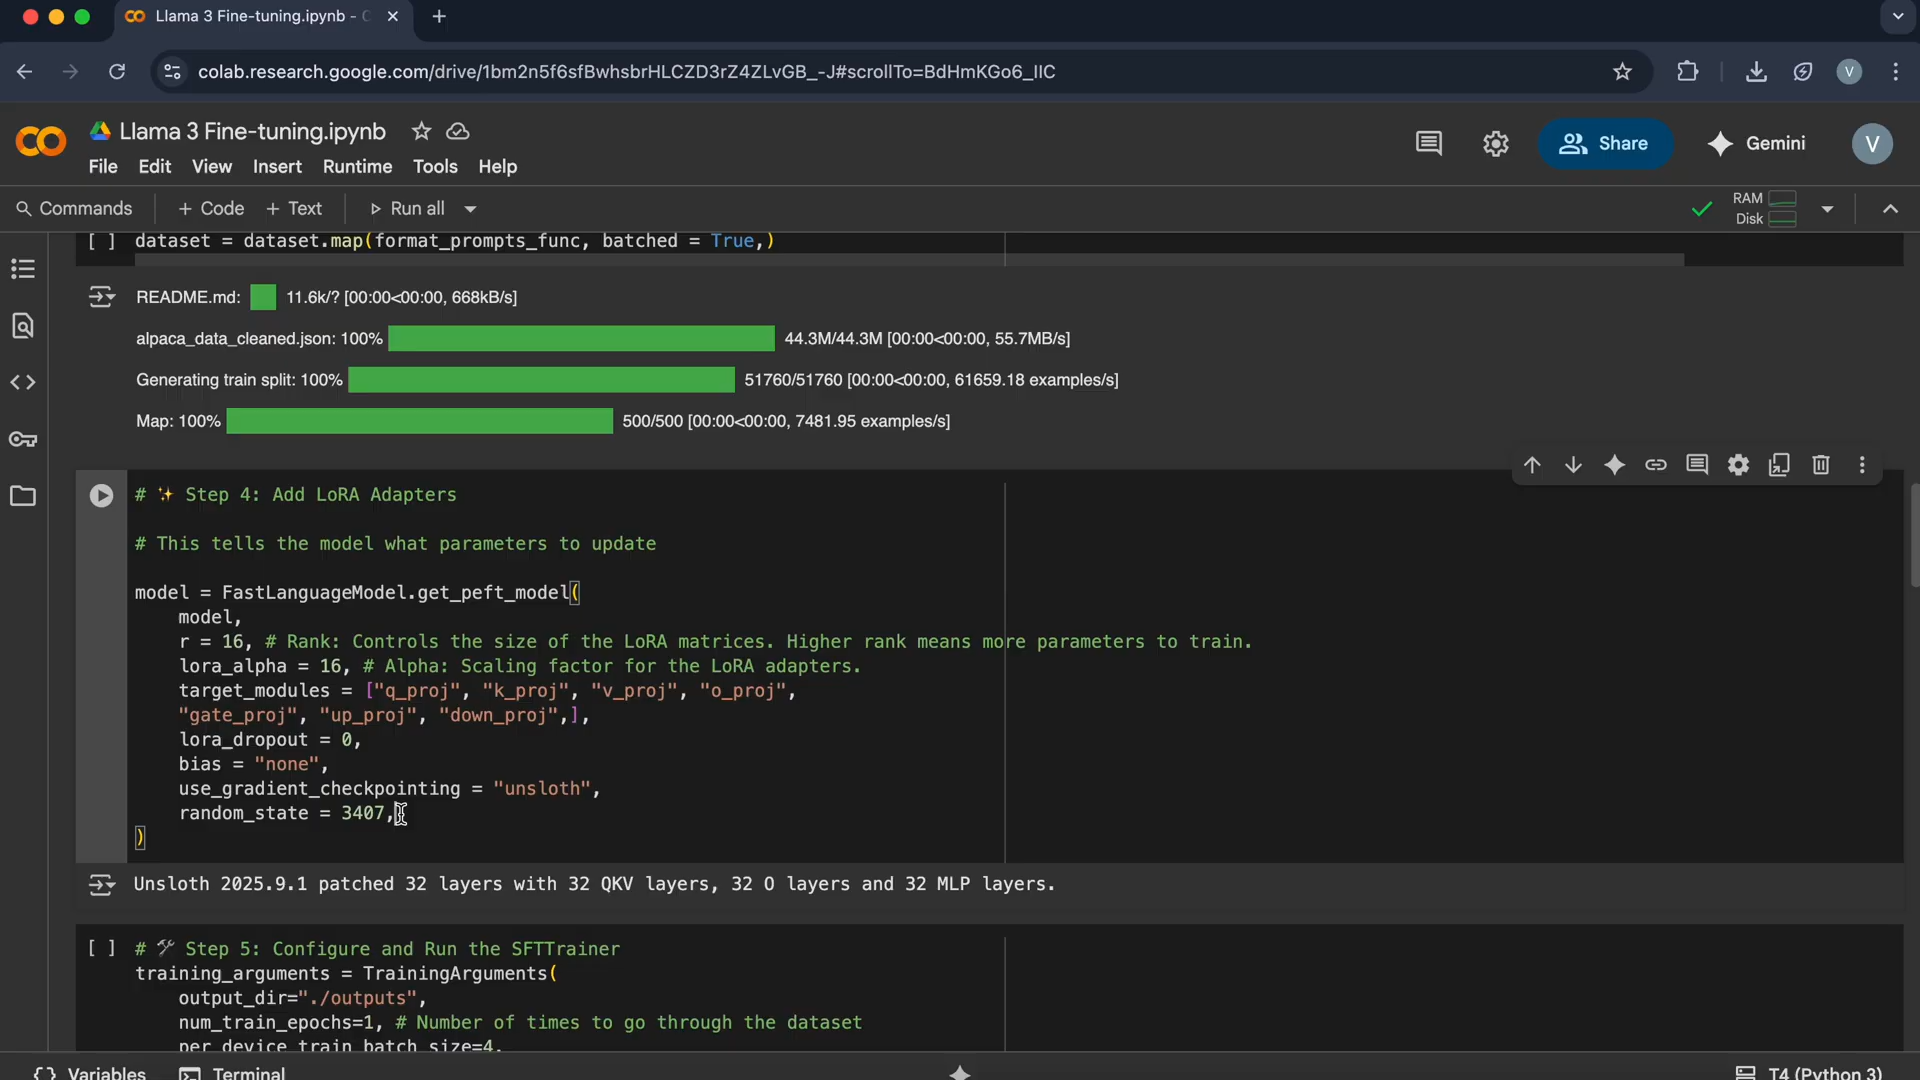 Llama 3 Fine-tuning.ipynb - C
colab.research.google.com/drive/1bm2n5f6sfBwhsbrHLCZD3rZ4ZLvGB_-J#scrollTo=BdHmKGo6_lIC
V
Llama 3 Fine-tuning.ipynb
File Edit View Insert Runtime Tools Help
Share
Gemini
V
Commands + Code + Text Run all
RAM
Disk
[ ] dataset = dataset.map(format_prompts_func, batched = True,)
README.md: 11.6k/? [00:00<00:00, 668kB/s]
alpaca_data_cleaned.json: 100% 44.3M/44.3M [00:00<00:00, 55.7MB/s]
Generating train split: 100% 51760/51760 [00:00<00:00, 61659.18 examples/s]
Map: 100% 500/500 [00:00<00:00, 7481.95 examples/s]
# ✨ Step 4: Add LoRA Adapters
# This tells the model what parameters to update
model = FastLanguageModel.get_peft_model(
model,
r = 16, # Rank: Controls the size of the LoRA matrices. Higher rank means more parameters to train.
lora_alpha = 16, # Alpha: Scaling factor for the LoRA adapters.
target_modules = ["q_proj", "k_proj", "v_proj", "o_proj",
"gate_proj", "up_proj", "down_proj",],
lora_dropout = 0,
bias = "none",
use_gradient_checkpointing = "unsloth",
random_state = 3407,
)
Unsloth 2025.9.1 patched 32 layers with 32 QKV layers, 32 O layers and 32 MLP layers.
[ ] # 🛠 Step 5: Configure and Run the SFTTrainer
training_arguments = TrainingArguments(
output_dir="./outputs",
num_train_epochs=1, # Number of times to go through the dataset
per_device_train_batch_size=4,
{} Variables Terminal
T4 (Python 3)